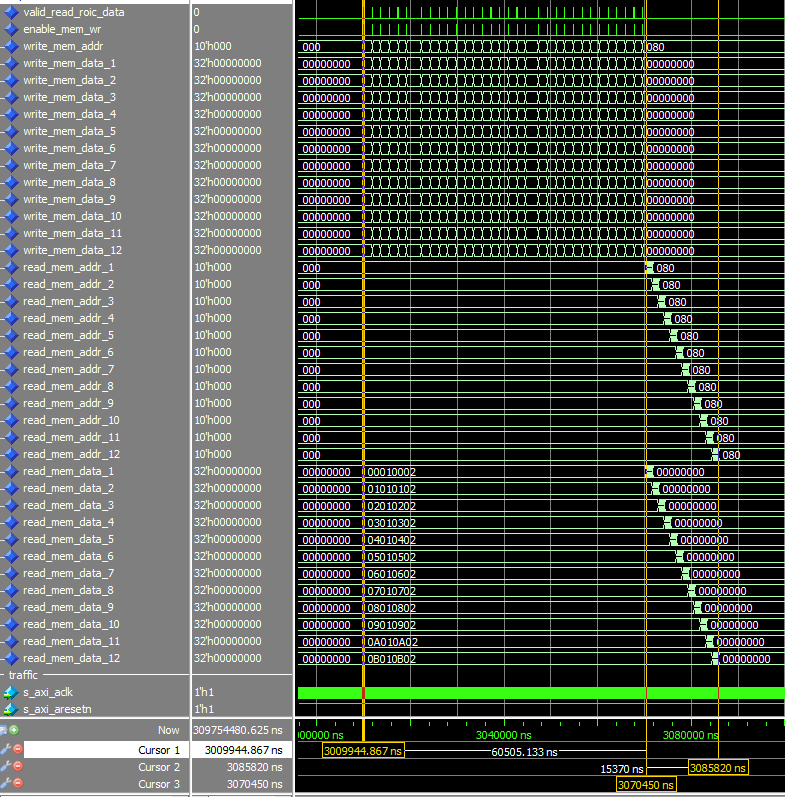 valid_read_roic_data 0
enable_mem_wr 0
write_mem_addr 10'h000 000 080
write_mem_data_1 32'h00000000 00000000 00000000
write_mem_data_2 32'h00000000 00000000 00000000
write_mem_data_3 32'h00000000 00000000 00000000
write_mem_data_4 32'h00000000 00000000 00000000
write_mem_data_5 32'h00000000 00000000 00000000
write_mem_data_6 32'h00000000 00000000 00000000
write_mem_data_7 32'h00000000 00000000 00000000
write_mem_data_8 32'h00000000 00000000 00000000
write_mem_data_9 32'h00000000 00000000 00000000
write_mem_data_10 32'h00000000 00000000 00000000
write_mem_data_11 32'h00000000 00000000 00000000
write_mem_data_12 32'h00000000 00000000 00000000
read_mem_addr_1 10'h000 000 080
read_mem_addr_2 10'h000 000 080
read_mem_addr_3 10'h000 000 080
read_mem_addr_4 10'h000 000 080
read_mem_addr_5 10'h000 000 080
read_mem_addr_6 10'h000 000 080
read_mem_addr_7 10'h000 000 080
read_mem_addr_8 10'h000 000 080
read_mem_addr_9 10'h000 000 080
read_mem_addr_10 10'h000 000 080
read_mem_addr_11 10'h000 000 080
read_mem_addr_12 10'h000 000 080
read_mem_data_1 32'h00000000 00000000 00010002 00000000
read_mem_data_2 32'h00000000 00000000 01010102 00000000
read_mem_data_3 32'h00000000 00000000 02010202 00000000
read_mem_data_4 32'h00000000 00000000 03010302 00000000
read_mem_data_5 32'h00000000 00000000 04010402 00000000
read_mem_data_6 32'h00000000 00000000 05010502 00000000
read_mem_data_7 32'h00000000 00000000 06010602 00000000
read_mem_data_8 32'h00000000 00000000 07010702 00000000
read_mem_data_9 32'h00000000 00000000 08010802 00000000
read_mem_data_10 32'h00000000 00000000 09010902 00000000
read_mem_data_11 32'h00000000 00000000 0A010A02 00000000
read_mem_data_12 32'h00000000 00000000 0B010B02 00000000
traffic
s_axi_aclk 1'h1
s_axi_aresetn 1'h1
Now 309754480.625 ns 00000 ns 3040000 ns 3080000 ns
Cursor 1 3009944.867 ns 3009944.867 ns 60505.133 ns
Cursor 2 3085820 ns 15370 ns 3085820 ns
Cursor 3 3070450 ns 3070450 ns